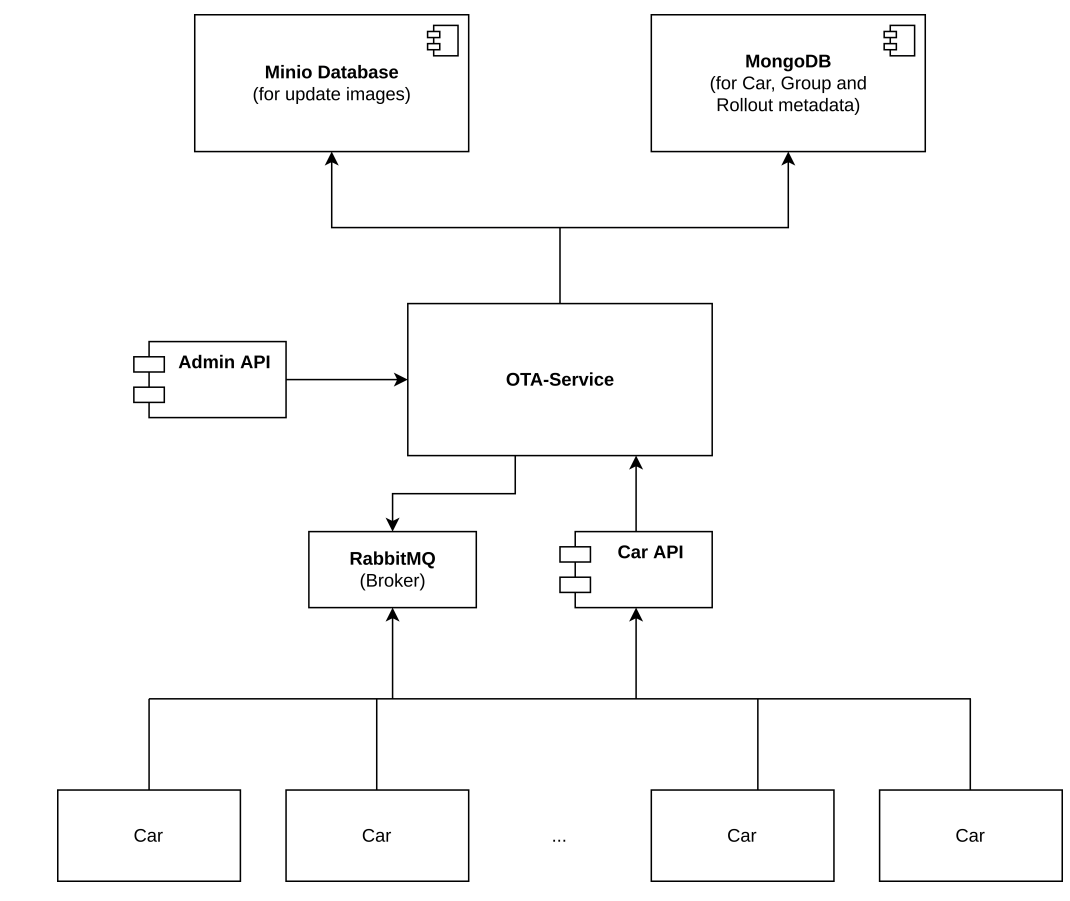 Minio Database
(for update images)
MongoDB
(for Car, Group and
Rollout metadata)
Admin API
OTA-Service
RabbitMQ
(Broker)
Car API
Car
Car
...
Car
Car